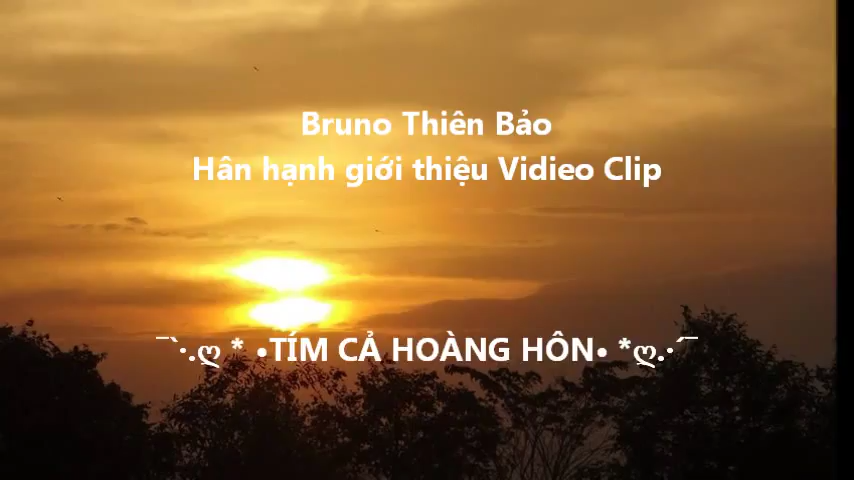 Bruno Thiên Bảo
Hân hạnh giới thiệu Vidieo Clip
¯`·.ღ * •TÍM CẢ HOÀNG HÔN• *ღ.·´¯